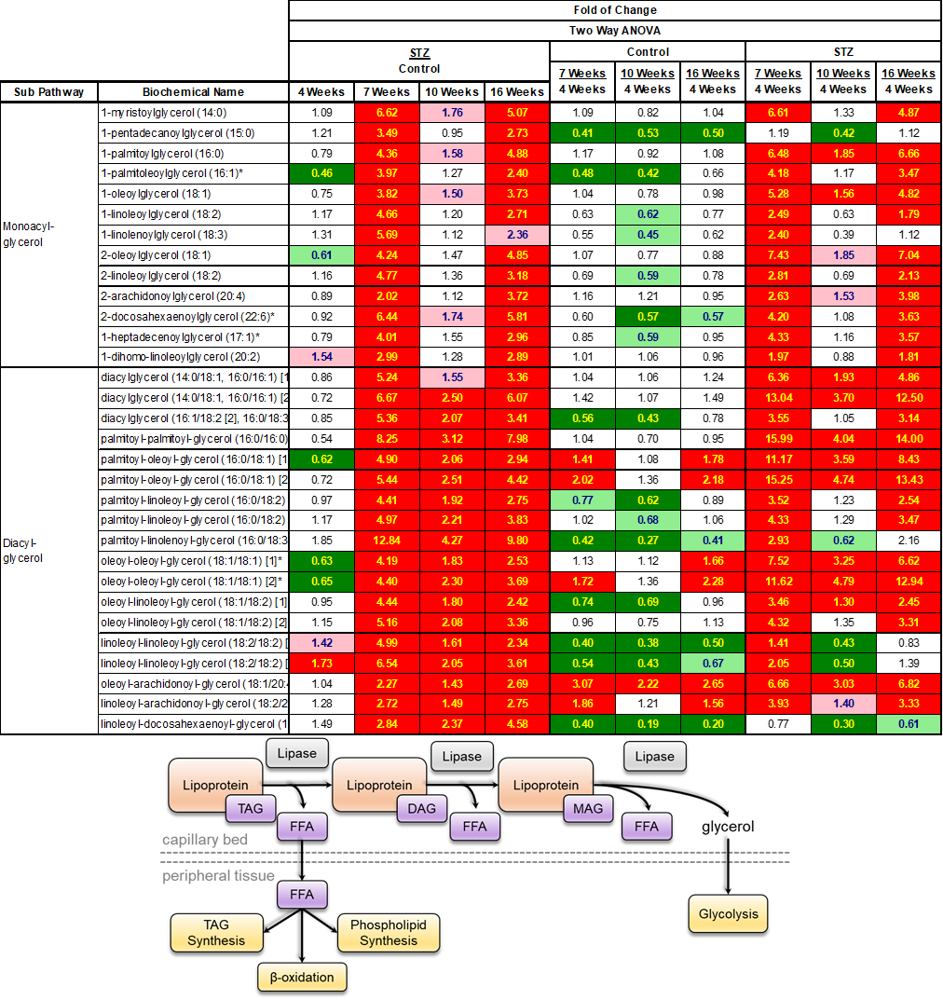 Fold of Change
Two Way ANOVA
STZ Control STZ
Control 7 Weeks 10 Weeks 16 Weeks 7 Weeks 10 Weeks 16 Weeks
4 Weeks 4 Weeks 4 Weeks 4 Weeks 4 Weeks 4 Weeks
Sub Pathway Biochemical Name 4 Weeks 7 Weeks 10 Weeks 16 Weeks
Monoacyl-
glycerol
1-myristoylglycerol (14:0) 1.09 6.62 1.76 5.07 1.09 0.82 1.04 6.61 1.33 4.87
1-pentadecanoylglycerol (15:0) 1.21 3.49 0.95 2.73 0.41 0.53 0.50 1.19 0.42 1.12
1-palmitoylglycerol (16:0) 0.79 4.36 1.58 4.88 1.17 0.92 1.08 6.48 1.85 6.66
1-palmitoleoylglycerol (16:1)* 0.46 3.97 1.27 2.40 0.48 0.42 0.66 4.18 1.17 3.47
1-oleoylglycerol (18:1) 0.75 3.82 1.50 3.73 1.04 0.78 0.98 5.28 1.56 4.82
1-linoleoylglycerol (18:2) 1.17 4.66 1.20 2.71 0.63 0.62 0.77 2.49 0.63 1.79
1-linolenoylglycerol (18:3) 1.31 5.69 1.12 2.36 0.55 0.45 0.62 2.40 0.39 1.12
2-oleoylglycerol (18:1) 0.61 4.24 1.47 4.85 1.07 0.77 0.88 7.43 1.85 7.04
2-linoleoylglycerol (18:2) 1.16 4.77 1.36 3.18 0.69 0.59 0.78 2.81 0.69 2.13
2-arachidonoylglycerol (20:4) 0.89 2.02 1.12 3.72 1.16 1.21 0.95 2.63 1.53 3.98
2-docosahexaenoylglycerol (22:6)* 0.92 6.44 1.74 5.81 0.60 0.57 0.57 4.20 1.08 3.63
1-heptadecenoylglycerol (17:1)* 0.79 4.01 1.55 2.96 0.85 0.59 0.95 4.33 1.16 3.57
1-dihomo-linoleoylglycerol (20:2) 1.54 2.99 1.28 2.89 1.01 1.06 0.96 1.97 0.88 1.81
Diacyl-
glycerol
diacylglycerol (14:0/18:1, 16:0/16:1) [1 0.86 5.24 1.55 3.36 1.04 1.06 1.24 6.36 1.93 4.86
diacylglycerol (14:0/18:1, 16:0/16:1) [2 0.72 6.67 2.50 6.07 1.42 1.07 1.49 13.04 3.70 12.50
diacylglycerol (16:1/18:2 [2], 16:0/18:3 0.85 5.36 2.07 3.41 0.56 0.43 0.78 3.55 1.05 3.14
palmitoyl-palmitoyl-glycerol (16:0/16:0) 0.54 8.25 3.12 7.98 1.04 0.70 0.95 15.99 4.04 14.00
palmitoyl-oleoyl-glycerol (16:0/18:1) [1 0.62 4.90 2.06 2.94 1.41 1.08 1.78 11.17 3.59 8.43
palmitoyl-oleoyl-glycerol (16:0/18:1) [2 0.72 5.44 2.51 4.42 2.02 1.36 2.18 15.25 4.74 13.43
palmitoyl-linoleoyl-glycerol (16:0/18:2) 0.97 4.41 1.92 2.75 0.77 0.62 0.89 3.52 1.23 2.54
palmitoyl-linoleoyl-glycerol (16:0/18:2) 1.17 4.97 2.21 3.83 1.02 0.68 1.06 4.33 1.29 3.47
palmitoyl-linolenoyl-glycerol (16:0/18:3 1.85 12.84 4.27 9.80 0.42 0.27 0.41 2.93 0.62 2.16
oleoyl-oleoyl-glycerol (18:1/18:1) [1]* 0.63 4.19 1.83 2.53 1.13 1.12 1.66 7.52 3.25 6.62
oleoyl-oleoyl-glycerol (18:1/18:1) [2]* 0.65 4.40 2.30 3.69 1.72 1.36 2.28 11.62 4.79 12.94
oleoyl-linoleoyl-glycerol (18:1/18:2) [1] 0.95 4.44 1.80 2.42 0.74 0.69 0.96 3.46 1.30 2.45
oleoyl-linoleoyl-glycerol (18:1/18:2) [2] 1.15 5.16 2.08 3.36 0.96 0.75 1.13 4.32 1.35 3.31
linoleoyl-linoleoyl-glycerol (18:2/18:2) [ 1.42 4.99 1.61 2.34 0.40 0.38 0.50 1.41 0.43 0.83
linoleoyl-linoleoyl-glycerol (18:2/18:2) [ 1.73 6.54 2.05 3.61 0.54 0.43 0.67 2.05 0.50 1.39
oleoyl-arachidonoyl-glycerol (18:1/20:4 1.04 2.27 1.43 2.69 3.07 2.22 2.65 6.66 3.03 6.82
linoleoyl-arachidonoyl-glycerol (18:2/2 1.28 2.72 1.49 2.75 1.86 1.21 1.56 3.93 1.40 3.33
linoleoyl-docosahexaenoyl-glycerol (1 1.49 2.84 2.37 4.58 0.40 0.19 0.20 0.77 0.30 0.61
Lipase Lipase Lipase
Lipoprotein Lipoprotein Lipoprotein
TAG DAG MAG
FFA FFA FFA glycerol
capillary bed
peripheral tissue
FFA
TAG
Synthesis
Phospholipid
Synthesis
Glycolysis
β-oxidation